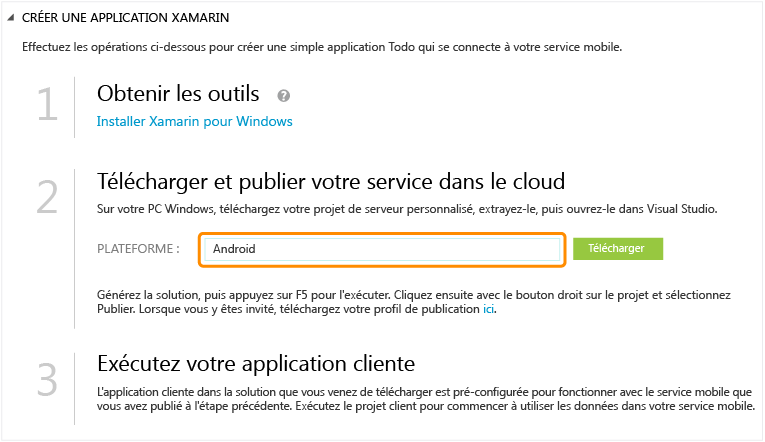 CRÉER UNE APPLICATION XAMARIN
Effectuez les opérations ci-dessous pour créer une simple application Todo qui se connecte à votre service mobile.
1 Obtenir les outils ?
Installer Xamarin pour Windows
2 Télécharger et publier votre service dans le cloud
Sur votre PC Windows, téléchargez votre projet de serveur personnalisé, extrayez-le, puis ouvrez-le dans Visual Studio.
PLATEFORME : Android Télécharger
Générez la solution, puis appuyez sur F5 pour l'exécuter. Cliquez ensuite avec le bouton droit sur le projet et sélectionnez
Publier. Lorsque vous y êtes invité, téléchargez votre profil de publication ici.
3 Exécutez votre application cliente
L'application cliente dans la solution que vous venez de télécharger est pré-configurée pour fonctionner avec le service mobile que
vous avez publié à l'étape précédente. Exécutez le projet client pour commencer à utiliser les données dans votre service mobile.